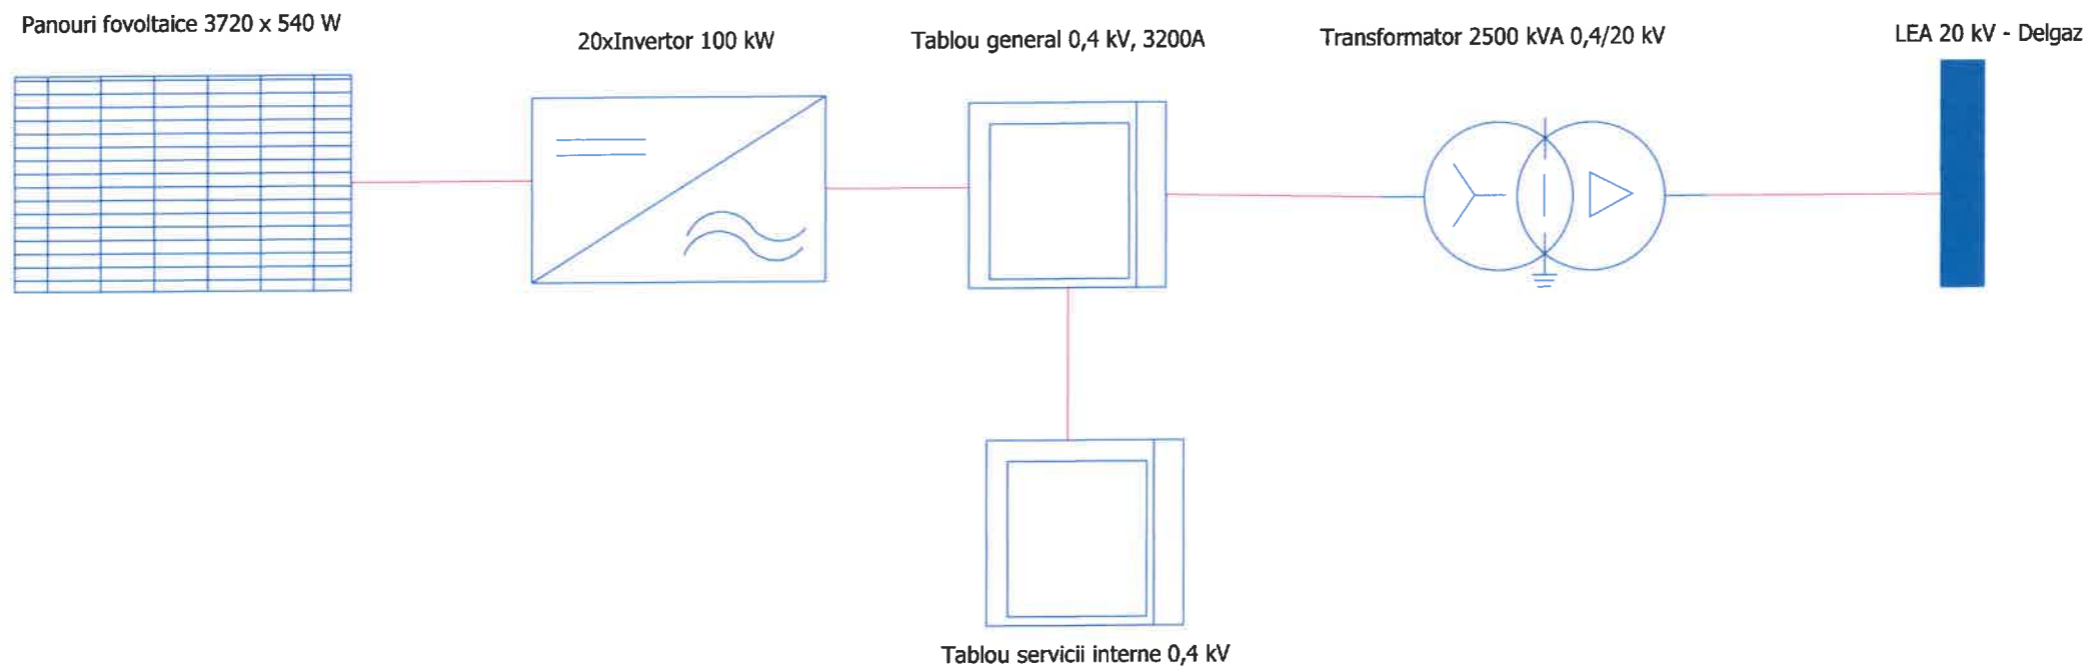 Panouri fovoltaice 3720 x 540 W
20xInvertor 100 kW
Tablou general 0,4 kV, 3200A
Transformator 2500 kVA 0,4/20 kV
LEA 20 kV - Delgaz
Tablou servicii interne 0,4 kV